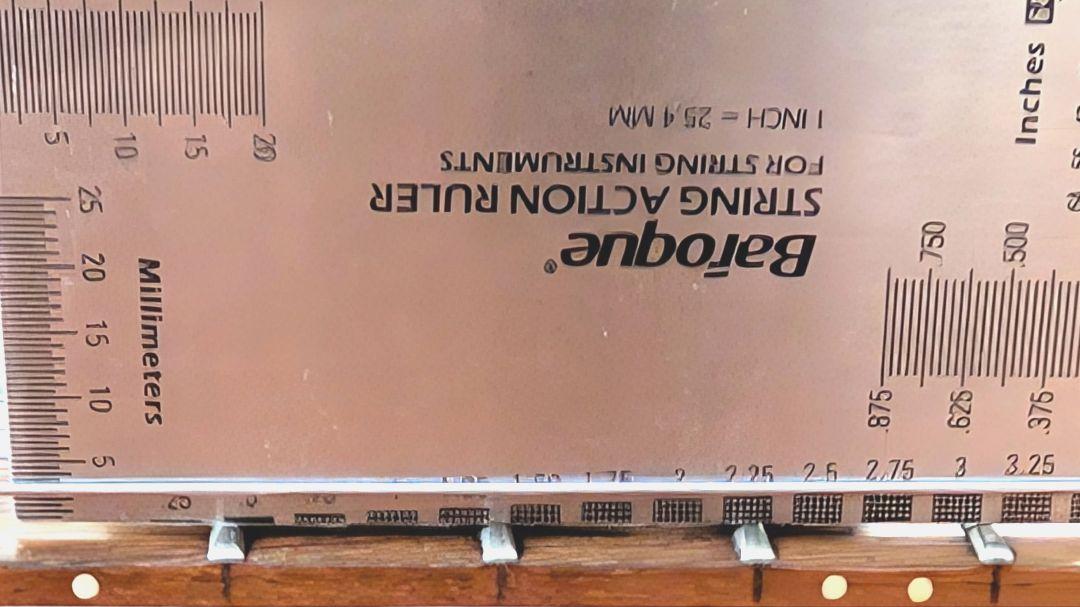 Baroque®
STRING ACTION RULER
FOR STRING INSTRUMENTS
1 INCH = 25,4 MM
Inches
5 10 15 20
25
20
15
10
5
Millimeters
.750 .500
.875 .625 .375
2 2.25 2.5 2.75 3 3.25